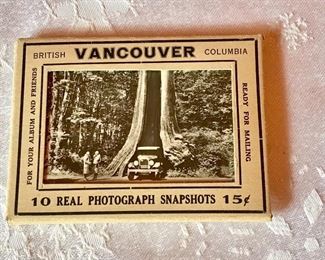 BRITISH VANCOUVER COLUMBIA
FOR YOUR ALBUM AND FRIENDS
READY FOR MAILING
10 REAL PHOTOGRAPH SNAPSHOTS 15¢